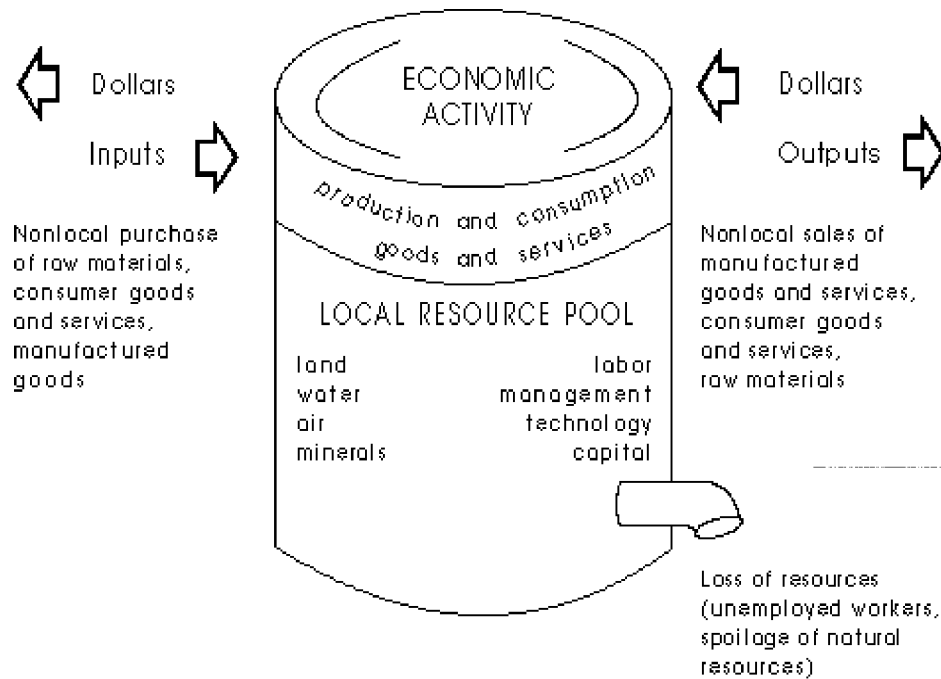 Dollars
Inputs
Nonlocal purchase
of raw materials,
consumer goods
and services,
manufactured
goods
ECONOMIC
ACTIVITY
production and consumption
goods and services
LOCAL RESOURCE POOL
land
water
air
minerals
labor
management
technology
capital
Dollars
Outputs
Nonlocal sales of
manufactured
goods and services,
consumer goods
and services,
raw materials
Loss of resources
(unemployed workers,
spoilage of natural
resources)